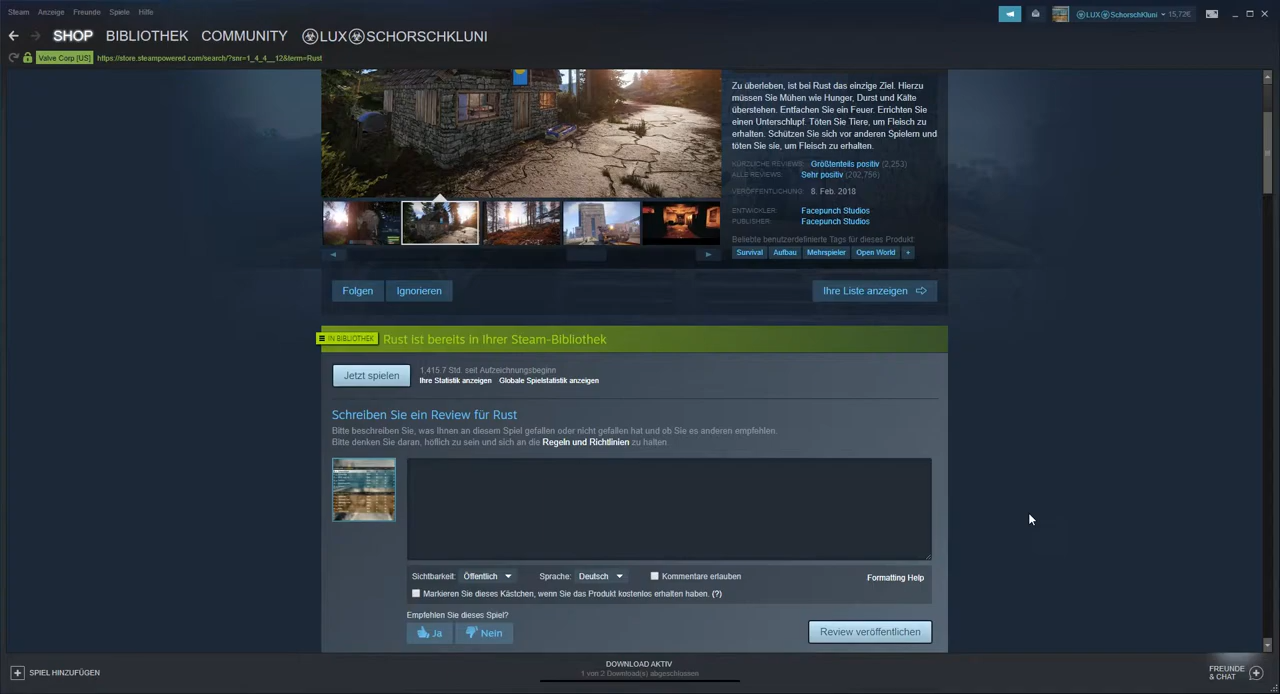 Steam Anzeige Freunde Spiele Hilfe
LUX SchorschKluni 15,72€
SHOP BIBLIOTHEK COMMUNITY LUX SCHORSCHKLUNI
Valve Corp [US] https://store.steampowered.com/search/?snr=1_4_4__12&term=Rust
Zu überleben, ist bei Rust das einzige Ziel. Hierzu
müssen Sie Mühen wie Hunger, Durst und Kälte
überstehen. Entfachen Sie ein Feuer. Errichten Sie
einen Unterschlupf. Töten Sie Tiere, um Fleisch zu
erhalten. Schützen Sie sich vor anderen Spielern und
töten Sie sie, um Fleisch zu erhalten.
KÜRZLICHE REVIEWS: Größtenteils positiv (2,253)
ALLE REVIEWS: Sehr positiv (202,756)
VERÖFFENTLICHUNG: 8. Feb. 2018
ENTWICKLER: Facepunch Studios
PUBLISHER: Facepunch Studios
Beliebte benutzerdefinierte Tags für dieses Produkt:
Survival Aufbau Mehrspieler Open World +
Folgen Ignorieren Ihre Liste anzeigen
IN BIBLIOTHEK Rust ist bereits in Ihrer Steam-Bibliothek
Jetzt spielen 1,415.7 Std. seit Aufzeichnungsbeginn
Ihre Statistik anzeigen Globale Spielstatistik anzeigen
Schreiben Sie ein Review für Rust
Bitte beschreiben Sie, was Ihnen an diesem Spiel gefallen oder nicht gefallen hat und ob Sie es anderen empfehlen.
Bitte denken Sie daran, höflich zu sein und sich an die Regeln und Richtlinien zu halten.
Sichtbarkeit: Öffentlich Sprache: Deutsch Kommentare erlauben Formatting Help
Markieren Sie dieses Kästchen, wenn Sie das Produkt kostenlos erhalten haben. (?)
Empfehlen Sie dieses Spiel?
Ja Nein Review veröffentlichen
SPIEL HINZUFÜGEN
DOWNLOAD AKTIV
1 von 2 Download(s) abgeschlossen
FREUNDE
& CHAT